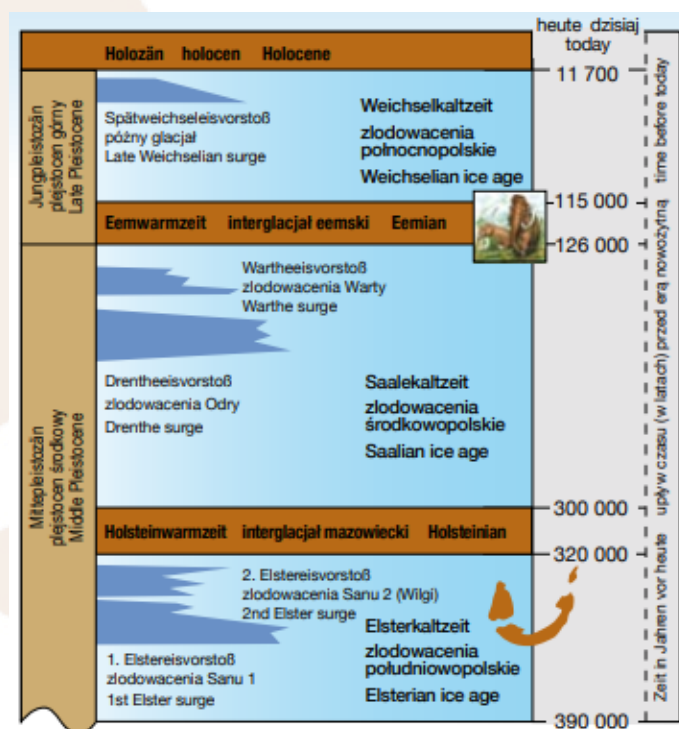 heute dzisiaj
today
Holozän holocen Holocene
11 700
Jungpleistozän
plejstocen górny
Late Pleistocene
Spätweichseleisvorstoß
późny glacjał
Late Weichselian surge
Weichselkaltzeit
zlodowacenia
połnocnopolskie
Weichselian ice age
115 000
Eemwarmzeit interglacjał eemski Eemian
126 000
Mittepleistozän
plejstocen środkowy
Middle Pleistocene
Wartheeisvorstoß
zlodowacenia Warty
Warthe surge
Drentheeisvorstoß
zlodowacenia Odry
Drenthe surge
Saalekaltzeit
zlodowacenia
środkowopolskie
Saalian ice age
300 000
Holsteinwarmzeit interglacjał mazowiecki Holsteinian
320 000
2. Elstereisvorstoß
zlodowacenia Sanu 2 (Wilgi)
2nd Elster surge
Elsterkaltzeit
zlodowacenia
południowopolskie
Elsterian ice age
1. Elstereisvorstoß
zlodowacenia Sanu 1
1st Elster surge
390 000
Zeit in Jahren vor heute upływ czasu (w latach) przed erą nowożytną time before today